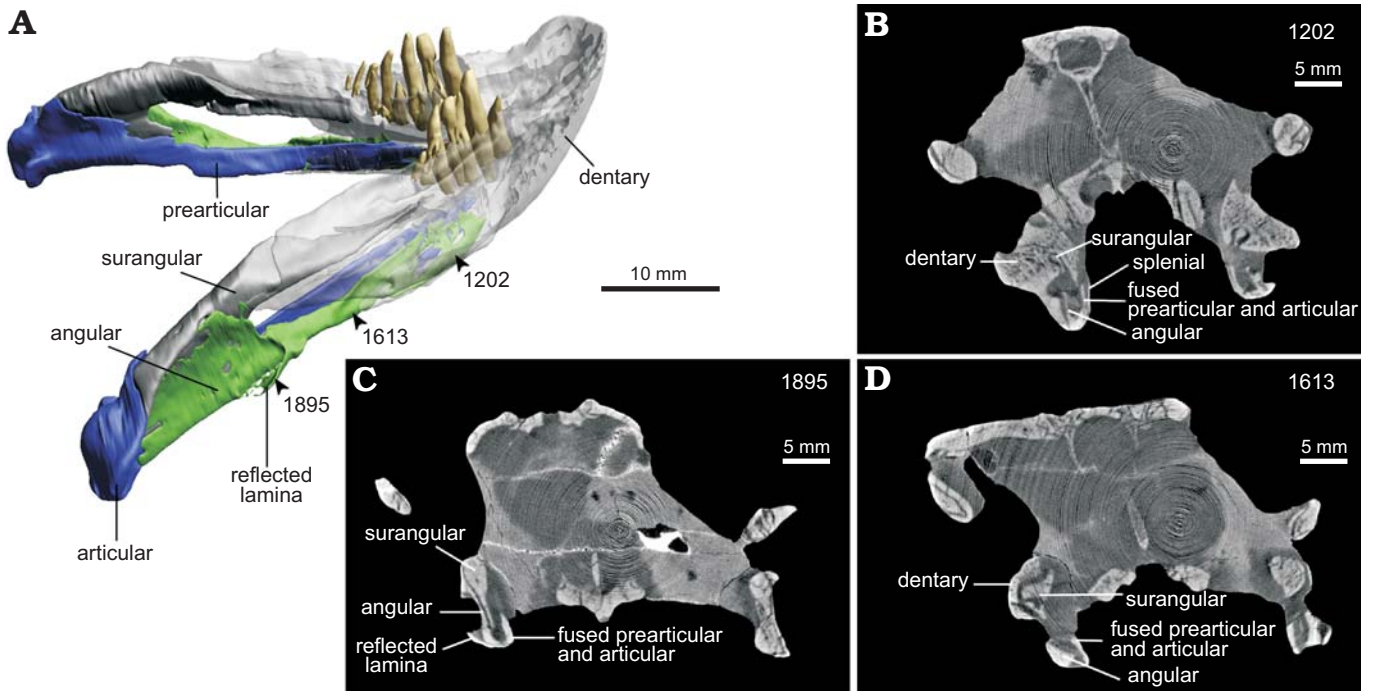 A
prearticular
surangular
angular
reflected
lamina
articular
dentary
1202
1613
1895
10 mm
B
1202
5 mm
dentary
surangular
splenial
fused
prearticular and articular
angular
C
1895
5 mm
surangular
angular
reflected
lamina
fused prearticular
and articular
D
1613
5 mm
dentary
surangular
fused prearticular
and articular
angular